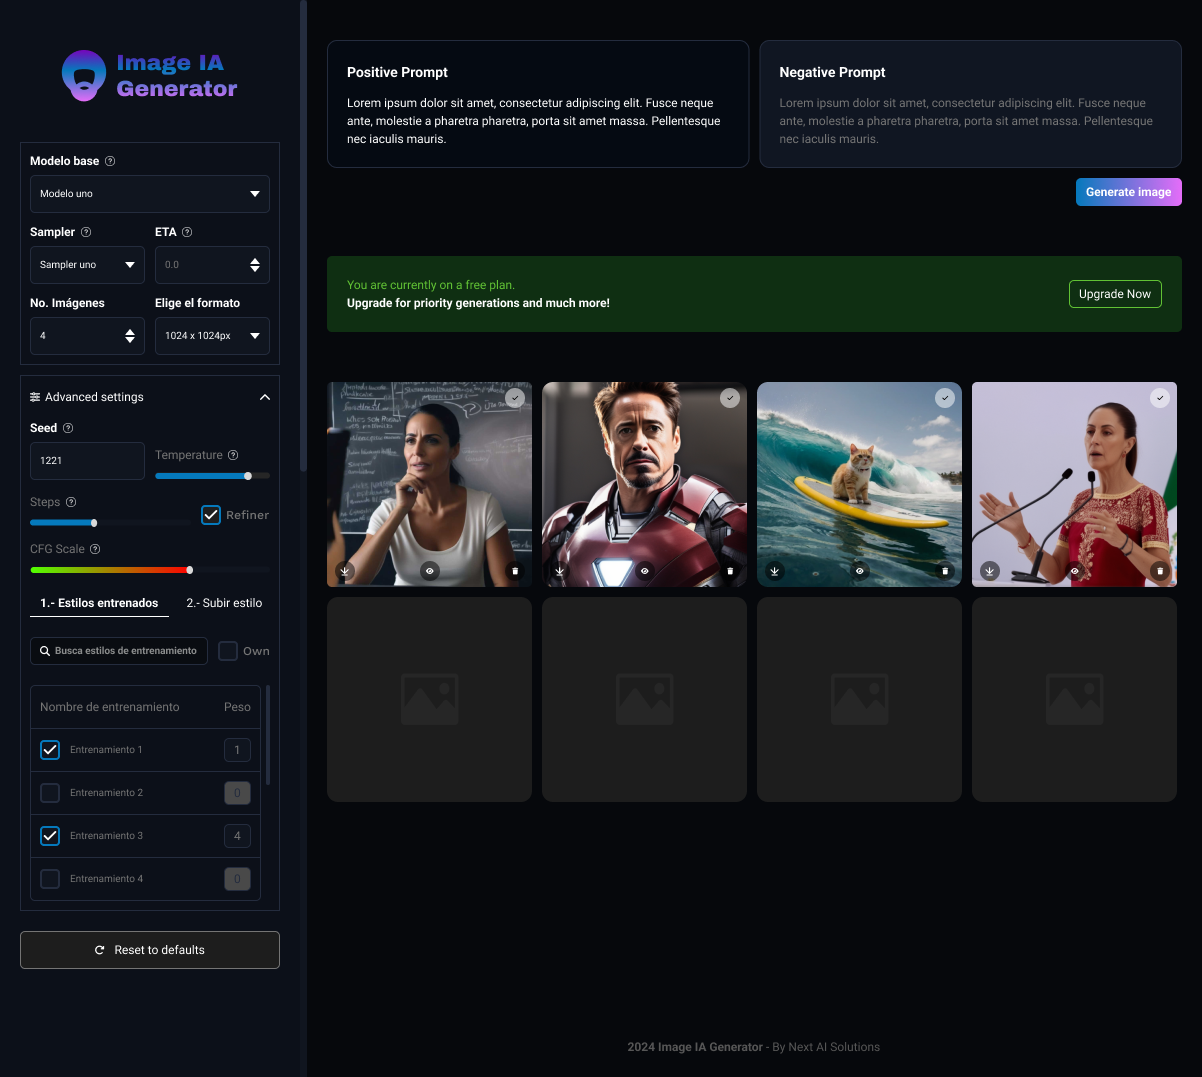 Image IA
Generator
Modelo base
Modelo uno
Sampler
ETA
Sampler uno
0.0
No. Imágenes
Elige el formato
4
1024 x 1024px
Advanced settings
Seed
1221
Temperature
Steps
Refiner
CFG Scale
1.- Estilos entrenados
2.- Subir estilo
Busca estilos de entrenamiento
Own
Nombre de entrenamiento
Peso
Entrenamiento 1
1
Entrenamiento 2
0
Entrenamiento 3
4
Entrenamiento 4
0
Reset to defaults
Positive Prompt
Lorem ipsum dolor sit amet, consectetur adipiscing elit. Fusce neque
ante, molestie a pharetra pharetra, porta sit amet massa. Pellentesque
nec iaculis mauris.
Negative Prompt
Lorem ipsum dolor sit amet, consectetur adipiscing elit. Fusce neque
ante, molestie a pharetra pharetra, porta sit amet massa. Pellentesque
nec iaculis mauris.
Generate image
You are currently on a free plan.
Upgrade for priority generations and much more!
Upgrade Now
2024 Image IA Generator - By Next AI Solutions